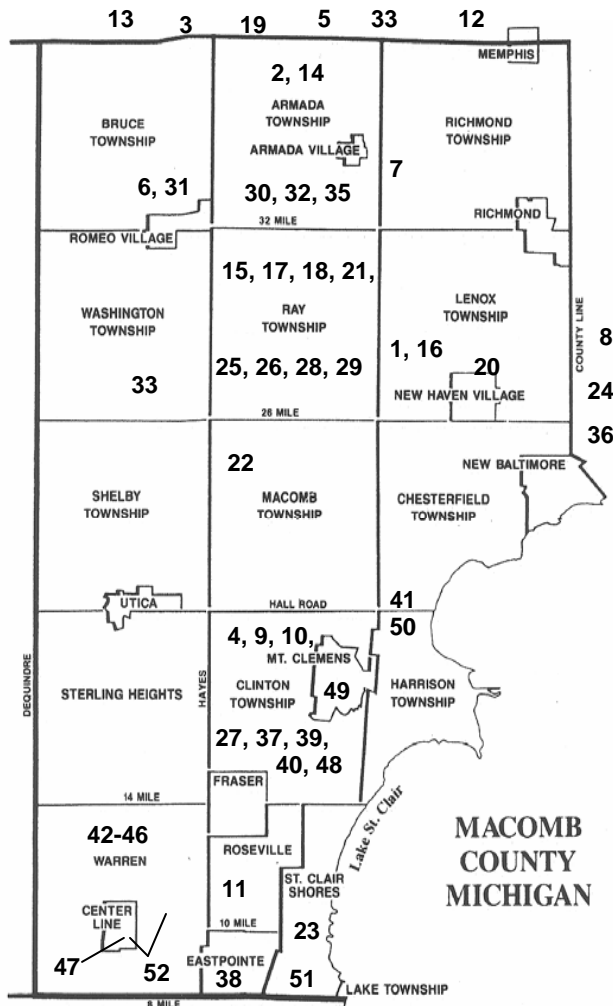 13 3 19 5 33 12
MEMPHIS
2, 14
ARMADA
TOWNSHIP
BRUCE
TOWNSHIP
RICHMOND
TOWNSHIP
ARMADA VILLAGE
7
6, 31
30, 32, 35
RICHMOND
32 MILE
ROMEO VILLAGE
15, 17, 18, 21,
WASHINGTON
TOWNSHIP
RAY
TOWNSHIP
LENOX
TOWNSHIP
COUNTY LINE
8
1, 16
25, 26, 28, 29
20
33
NEW HAVEN VILLAGE
24
26 MILE
36
22
NEW BALTIMORE
SHELBY
TOWNSHIP
MACOMB
TOWNSHIP
CHESTERFIELD
TOWNSHIP
UTICA
HALL ROAD
41
50
4, 9, 10,
MT. CLEMENS
DEQUINDRE
STERLING HEIGHTS
HAYES
CLINTON
TOWNSHIP
49
HARRISON
TOWNSHIP
27, 37, 39,
40, 48
FRASER
14 MILE
Lake St. Clair
42-46
WARREN
ROSEVILLE
MACOMB
COUNTY
MICHIGAN
ST. CLAIR
SHORES
11
CENTER
LINE
10 MILE
23
47
52
EASTPOINTE
38
51
LAKE TOWNSHIP
8 MILE